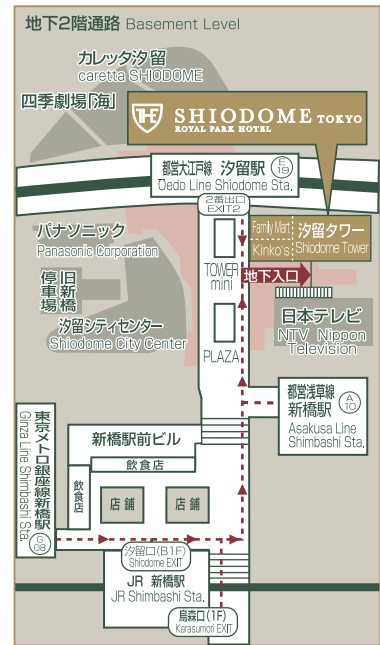 地下2階通路 Basement Level
カレッタ汐留
caretta SHIODOME
四季劇場「海」
THE
SHIODOME TOKYO
ROYAL PARK HOTEL
都営大江戸線 汐留駅
Oedo Line Shiodome Sta.
E
19
2番出口
EXIT2
Family Mart
Kinko's
汐留タワー
Shiodome Tower
パナソニック
Panasonic Corporation
TOWER
mini
地下入口
旧新橋
停車場
日本テレビ
NTV Nippon
Television
汐留シティセンター
Shiodome City Center
PLAZA
都営浅草線
新橋駅
A
10
Asakusa Line
Shimbashi Sta.
東京メトロ銀座線新橋駅
Ginza Line Shimbashi Sta.
G
08
新橋駅前ビル
飲食店
飲食店
店舗
店舗
汐留口(B1F)
Shiodome EXIT
JR 新橋駅
JR Shimbashi Sta.
烏森口(1F)
Karasumori EXIT